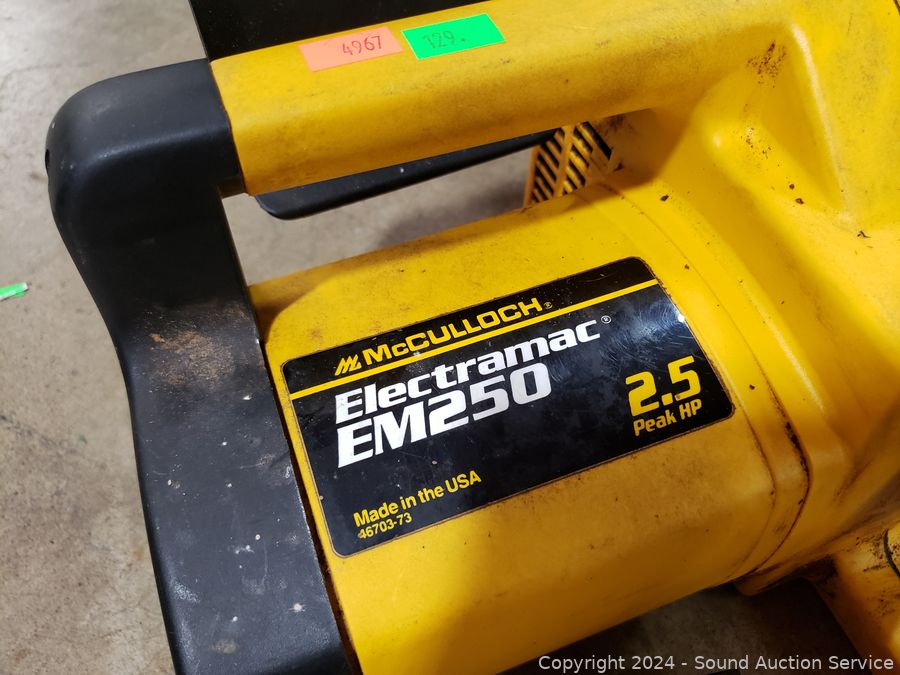 4967
129.
McCULLOCH®
Electramac®
EM250
2.5
Peak HP
Made in the USA
46703-73
Copyright 2024 - Sound Auction Service